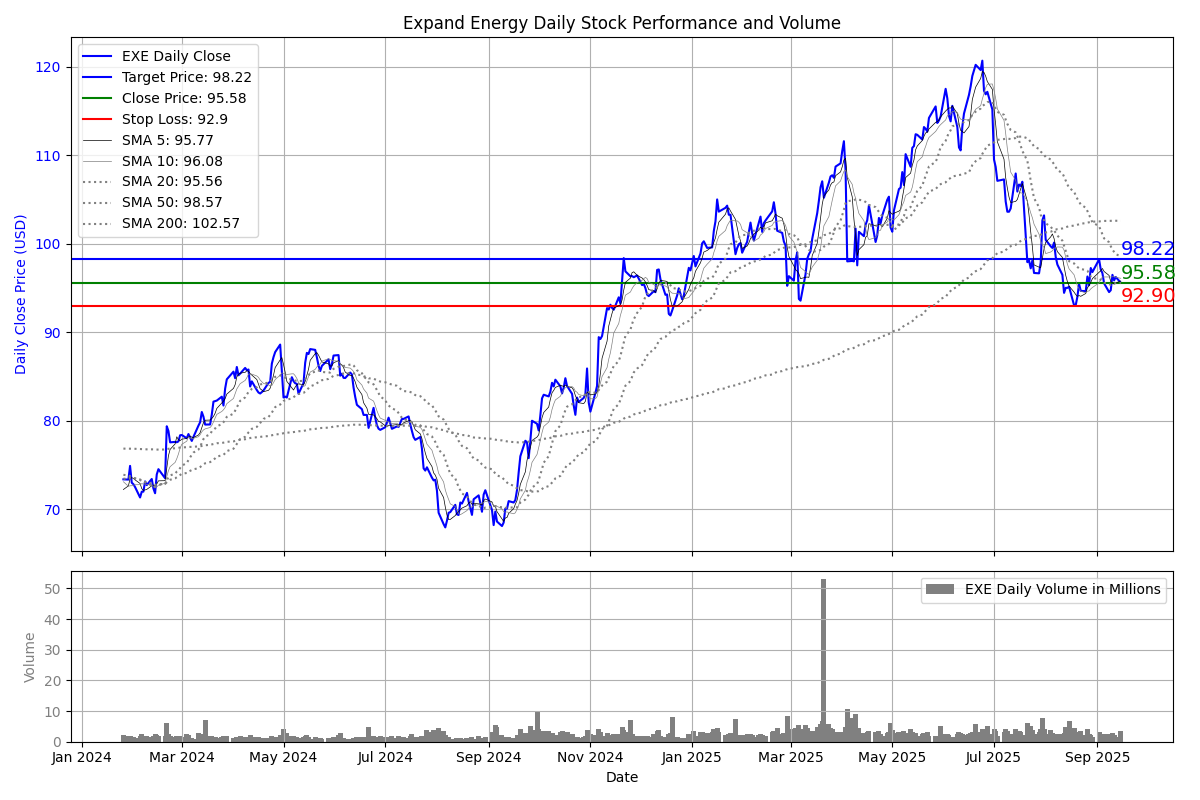 Expand Energy Daily Stock Performance and Volume
EXE Daily Close
Target Price: 98.22
Close Price: 95.58
Stop Loss: 92.9
SMA 5: 95.77
SMA 10: 96.08
SMA 20: 95.56
SMA 50: 98.57
SMA 200: 102.57
Daily Close Price (USD)
120
110
100
90
80
70
98.22
95.58
92.90
EXE Daily Volume in Millions
Volume
50
40
30
20
10
0
Jan 2024 Mar 2024 May 2024 Jul 2024 Sep 2024 Nov 2024 Jan 2025 Mar 2025 May 2025 Jul 2025 Sep 2025
Date